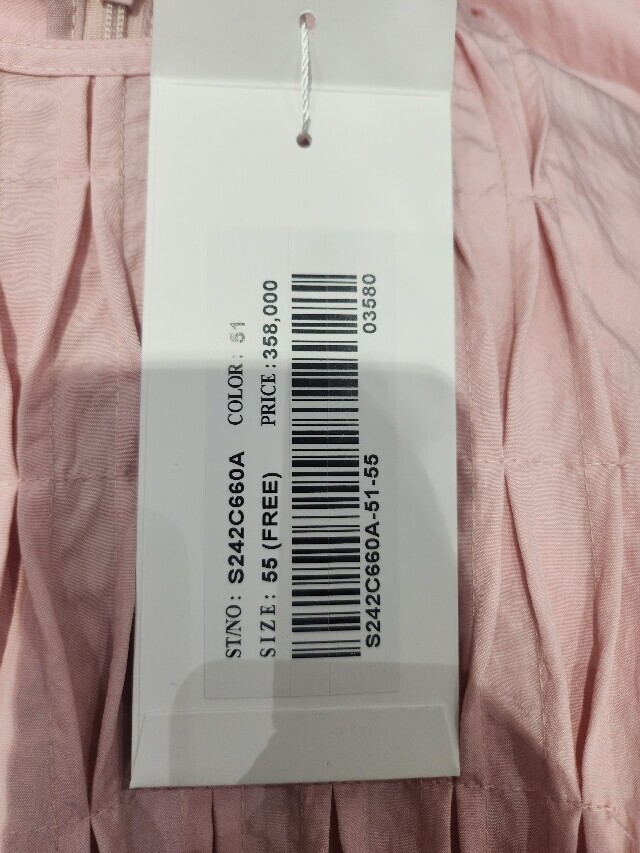 ST/NO: S242C660A COLOR: 51
SIZE: 55 (FREE) PRICE: 358,000
S242C660A-51-55 03580